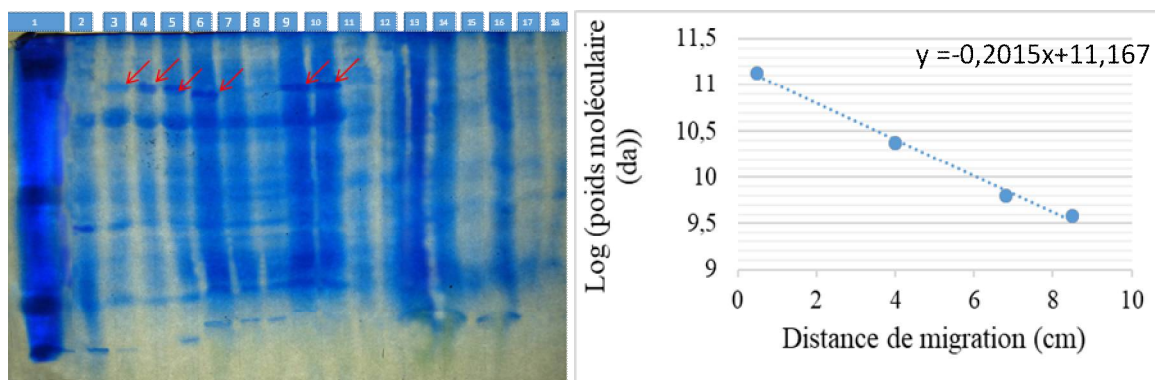 1 2 3 4 5 6 7 8 9 10 11 12 13 14 15 16 17 18
y =-0,2015x+11,167
11,5
11
10,5
10
9,5
9
0 2 4 6 8 10
Log (poids moléculaire
(da))
Distance de migration (cm)